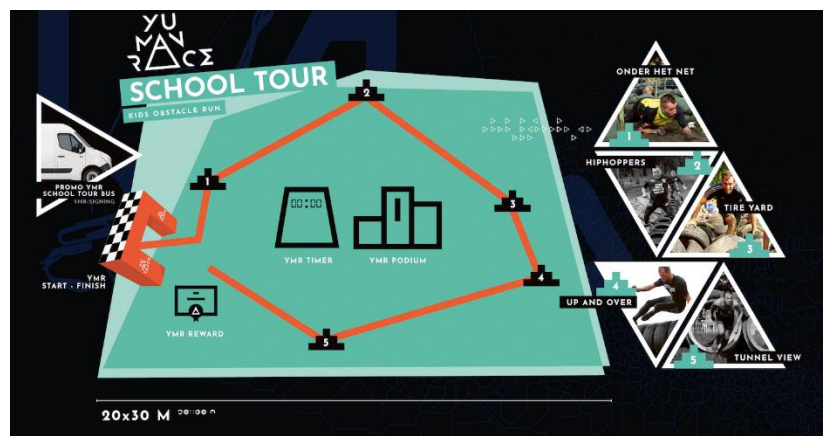 YU
MAN
RACE
SCHOOL TOUR
KIDS OBSTACLE RUN
PROMO YMR
SCHOOL TOUR BUS
YMR-SIGNING
YMR
START - FINISH
1
2
3
4
5
00:00
YMR TIMER
1
YMR PODIUM
YMR REWARD
20x30 M
ONDER HET NET
1
HIPHOPPERS
2
TIRE YARD
3
4
UP AND OVER
5
TUNNEL VIEW